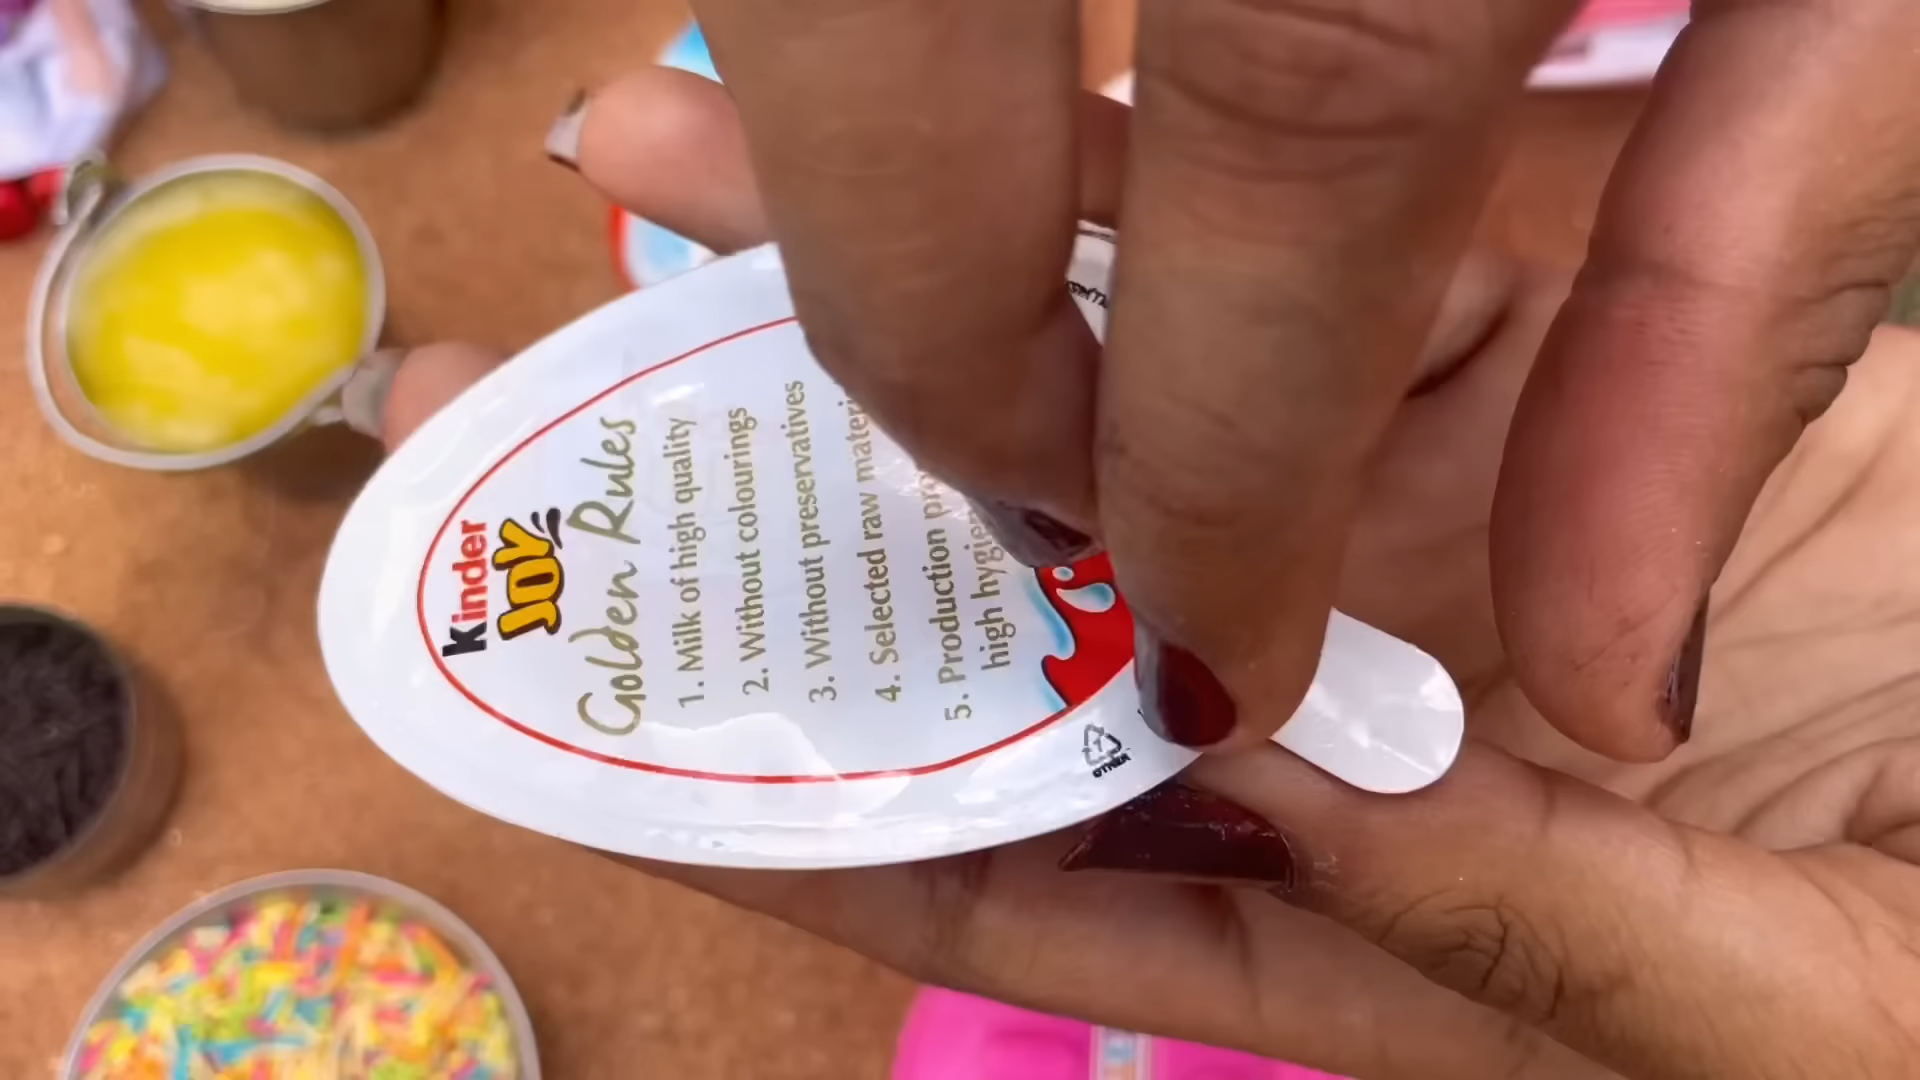 Kinder
JOY
Golden Rules
1. Milk of high quality
2. Without colourings
3. Without preservatives
4. Selected raw
5. Production
high
OTHER